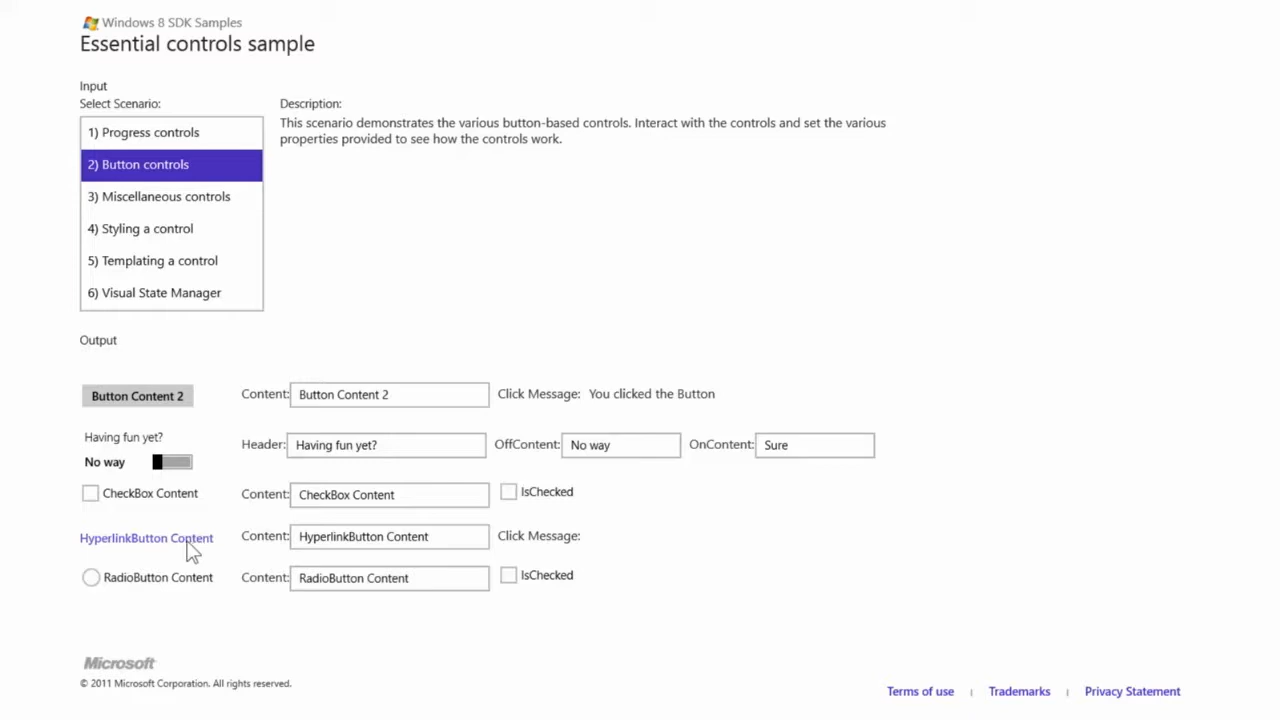 Windows 8 SDK Samples
Essential controls sample
Input
Select Scenario:
Description:
1) Progress controls
2) Button controls
3) Miscellaneous controls
4) Styling a control
5) Templating a control
6) Visual State Manager
This scenario demonstrates the various button-based controls. Interact with the controls and set the various
properties provided to see how the controls work.
Output
Button Content 2 Content: Button Content 2 Click Message: You clicked the Button
Having fun yet?
No way Header: Having fun yet? OffContent: No way OnContent: Sure
CheckBox Content Content: CheckBox Content IsChecked
HyperlinkButton Content Content: HyperlinkButton Content Click Message:
RadioButton Content Content: RadioButton Content IsChecked
Microsoft
© 2011 Microsoft Corporation. All rights reserved.
Terms of use | Trademarks | Privacy Statement